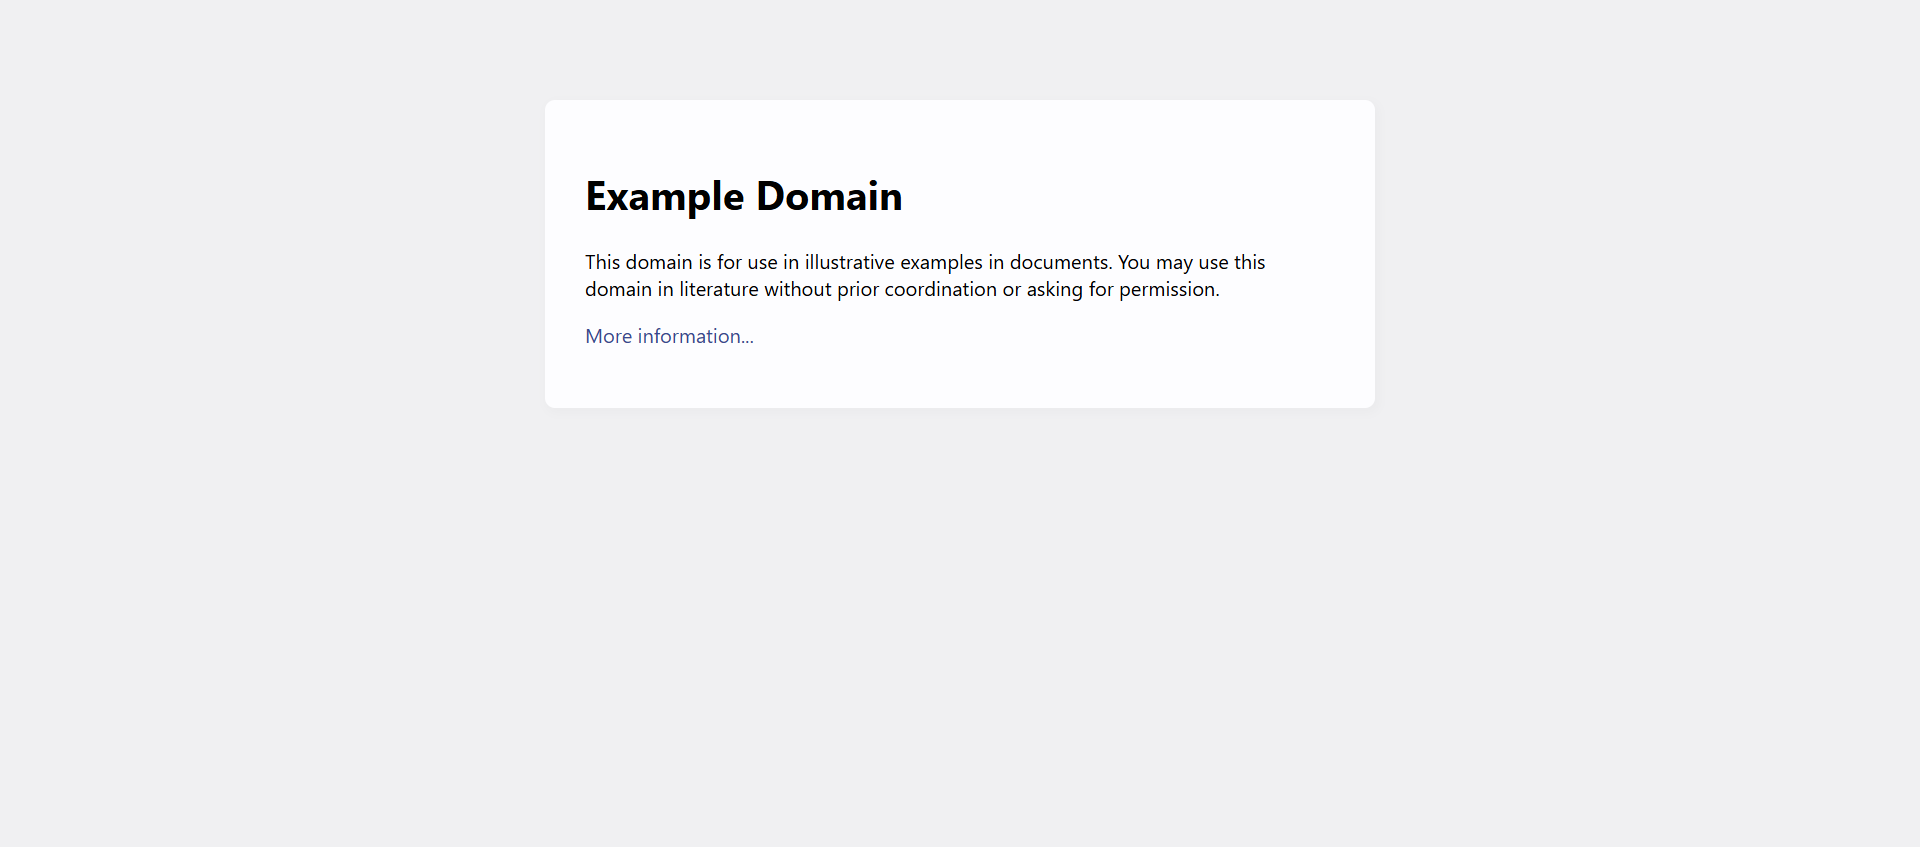 Example Domain
This domain is for use in illustrative examples in documents. You may use this
domain in literature without prior coordination or asking for permission.
More information...